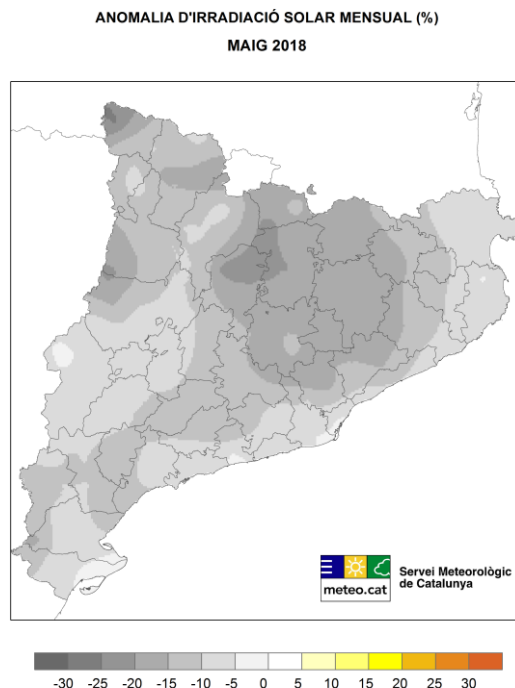 ANOMALIA D'IRRADIACIÓ SOLAR MENSUAL (%)
MAIG 2018
meteo.cat
Servei Meteorològic
de Catalunya
-30 -25 -20 -15 -10 -5 0 5 10 15 20 25 30